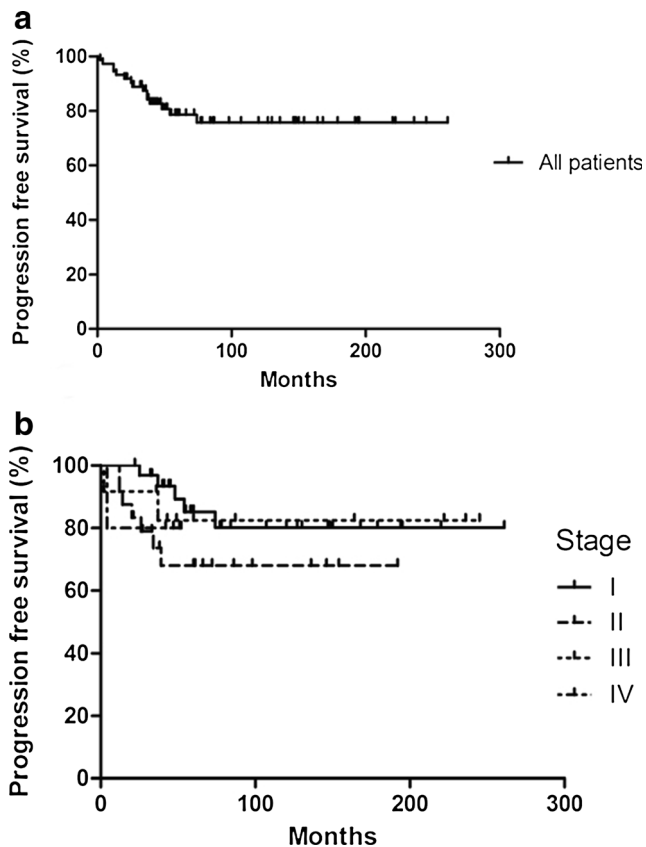 a
Progression free survival (%)
100
80
60
40
20
0
0 100 200 300
Months
All patients
b
Progression free survival (%)
100
80
60
40
20
0
0 100 200 300
Months
Stage
I
II
III
IV